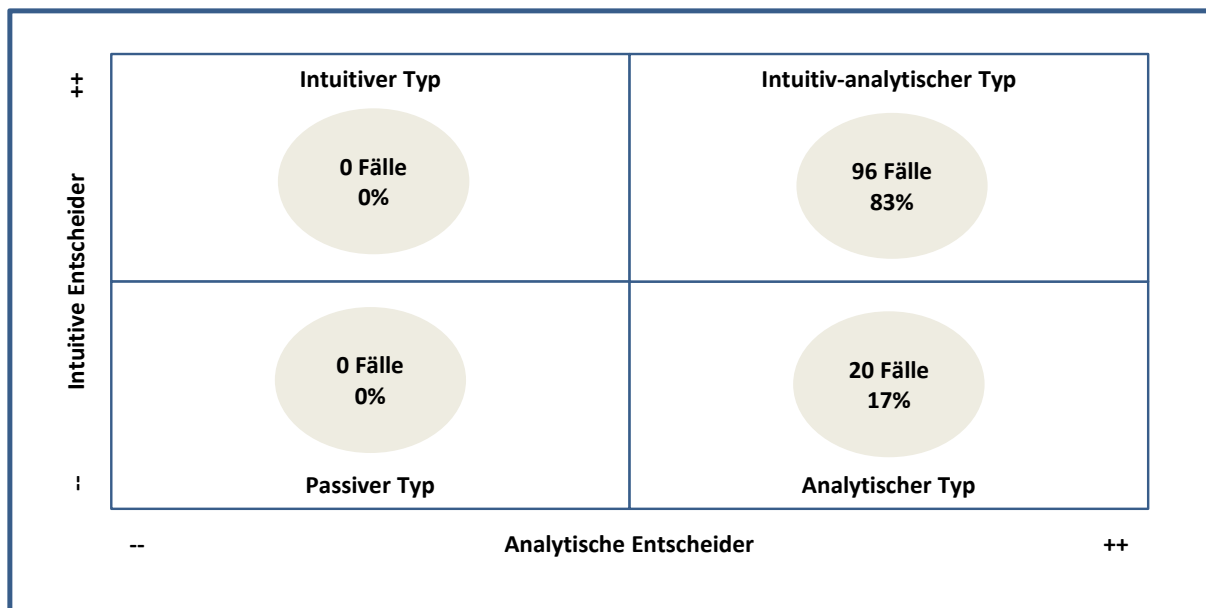 ++
Intuitive Entscheider
--
Intuitiver Typ
0 Fälle
0%
Intuitiv-analytischer Typ
96 Fälle
83%
0 Fälle
0%
Passiver Typ
20 Fälle
17%
Analytischer Typ
--
Analytische Entscheider
++